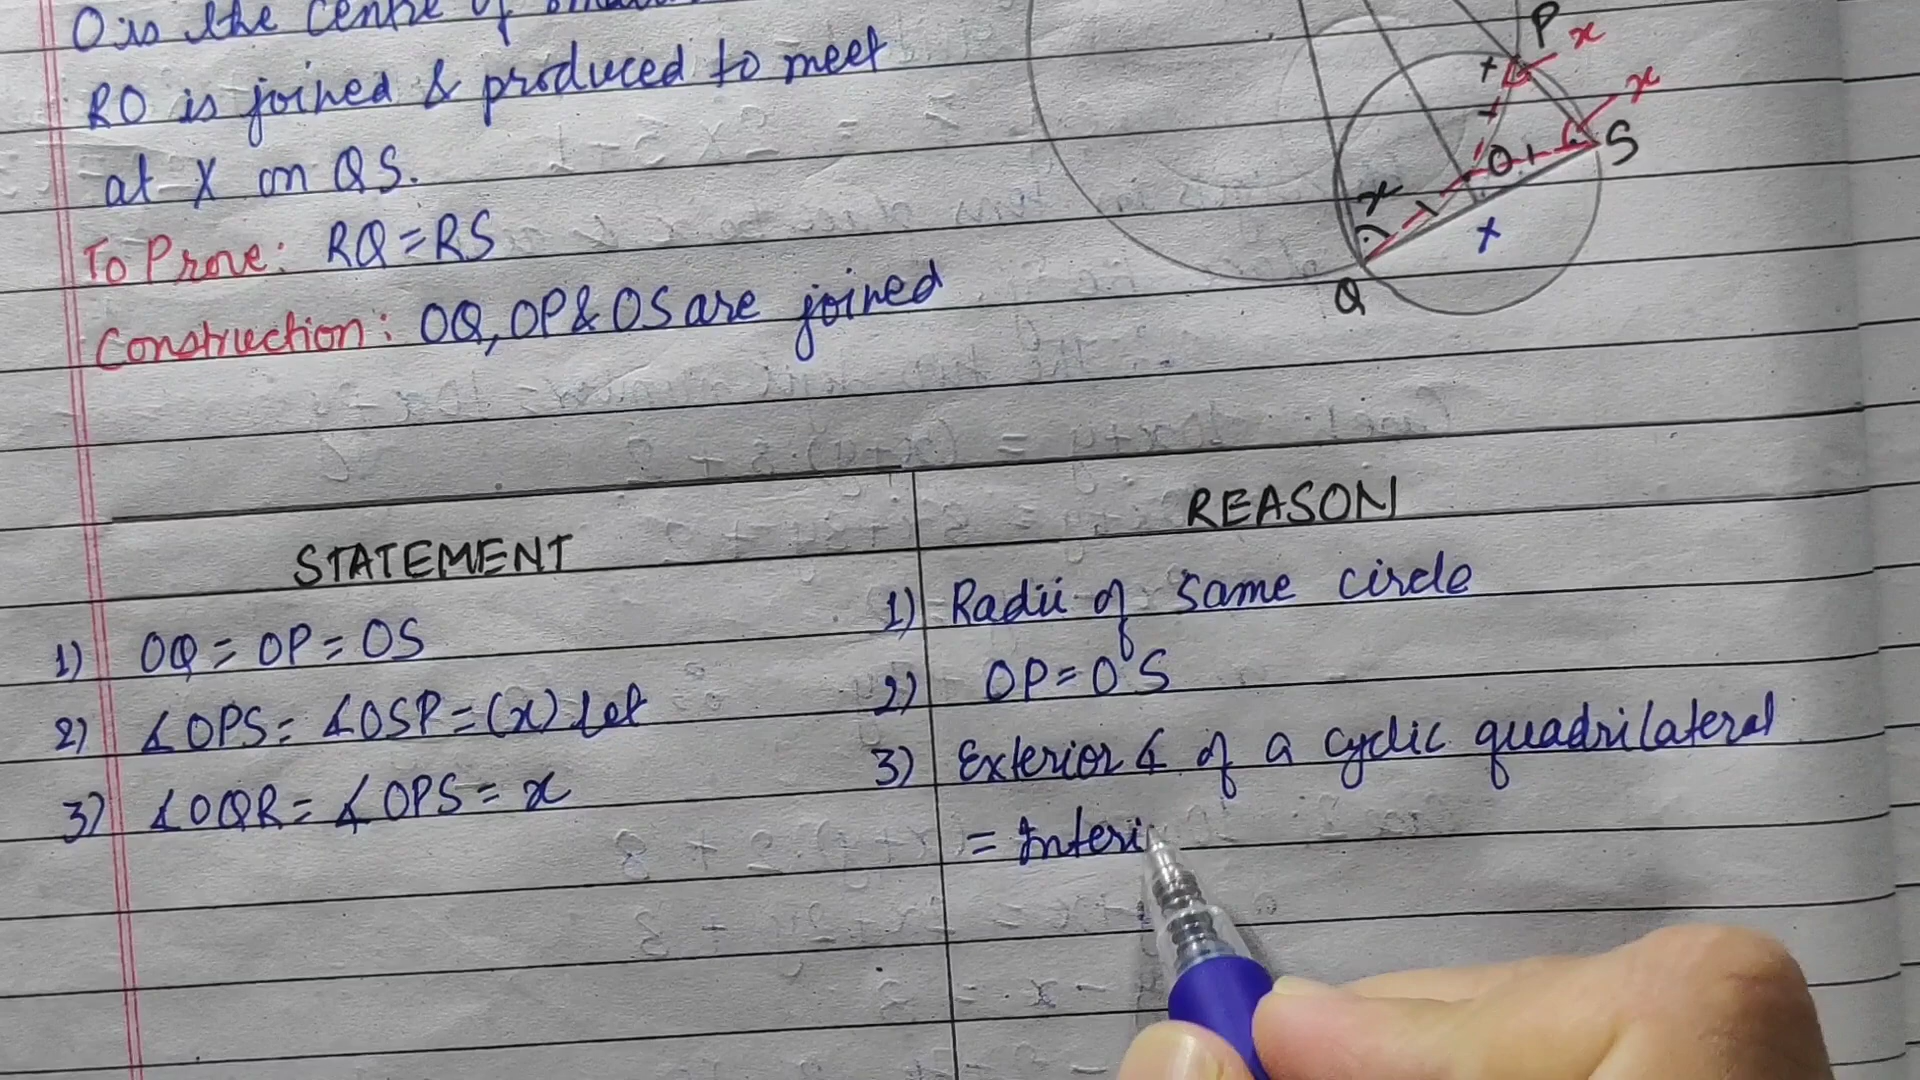 O is the Centre of
RO is joined & produced to meet
at X on QS.
To Prove: RQ = RS
Construction: OQ, OP & OS are joined
P x
x
x
O
S
x
Q
X
STATEMENT
REASON
1) OQ = OP = OS
1) Radii of same circle
2) ∡OPS = ∡OSP = (x) let
2) OP = OS
3) ∡OQR = ∡OPS = x
3) Exterior ∡ of a cyclic quadrilateral
= Interi